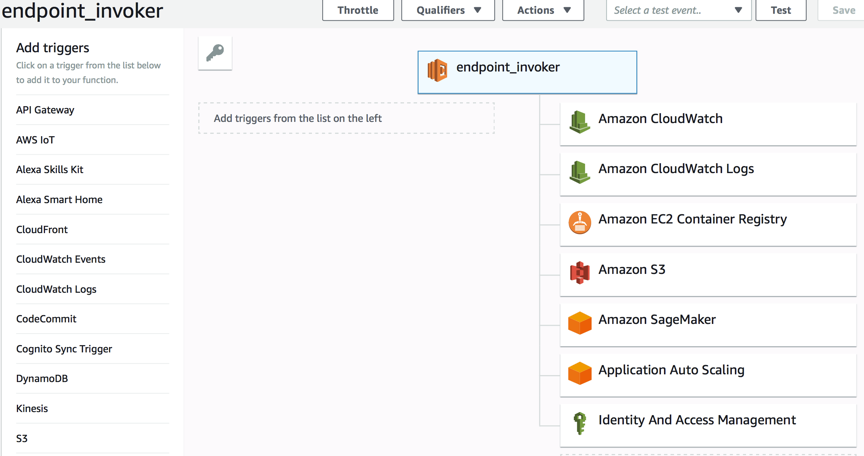 endpoint_invoker
Throttle
Qualifiers
Actions
Select a test event..
Test
Save
Add triggers
Click on a trigger from the list below
to add it to your function.
API Gateway
AWS IoT
Alexa Skills Kit
Alexa Smart Home
CloudFront
CloudWatch Events
CloudWatch Logs
CodeCommit
Cognito Sync Trigger
DynamoDB
Kinesis
S3
endpoint_invoker
Add triggers from the list on the left
Amazon CloudWatch
Amazon CloudWatch Logs
Amazon EC2 Container Registry
Amazon S3
Amazon SageMaker
Application Auto Scaling
Identity And Access Management